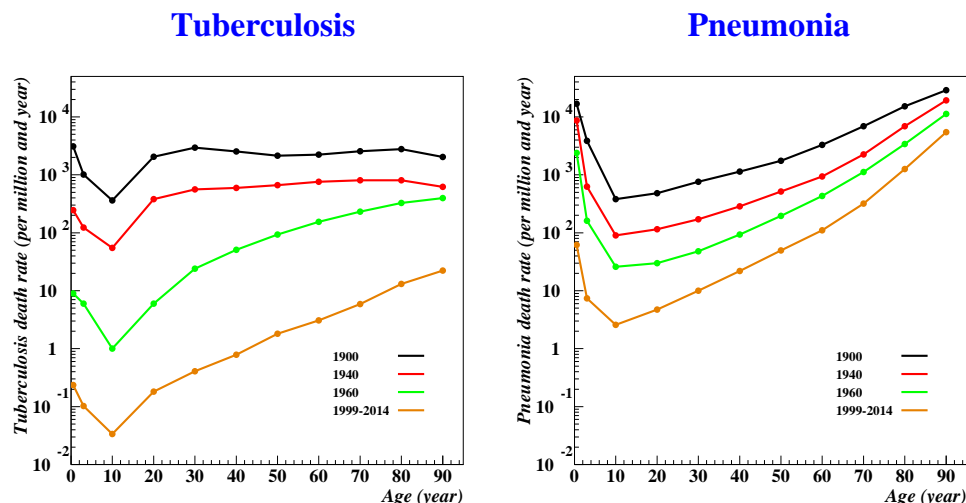 Tuberculosis
Tuberculosis death rate (per million and year)
10 4
10 3
10 2
10
1
10 -1
10 -2
1900
1940
1960
1999-2014
0 10 20 30 40 50 60 70 80 90
Age (year)
Pneumonia
Pneumonia death rate (per million and year)
10 4
10 3
10 2
10
1
10 -1
10 -2
1900
1940
1960
1999-2014
0 10 20 30 40 50 60 70 80 90
Age (year)